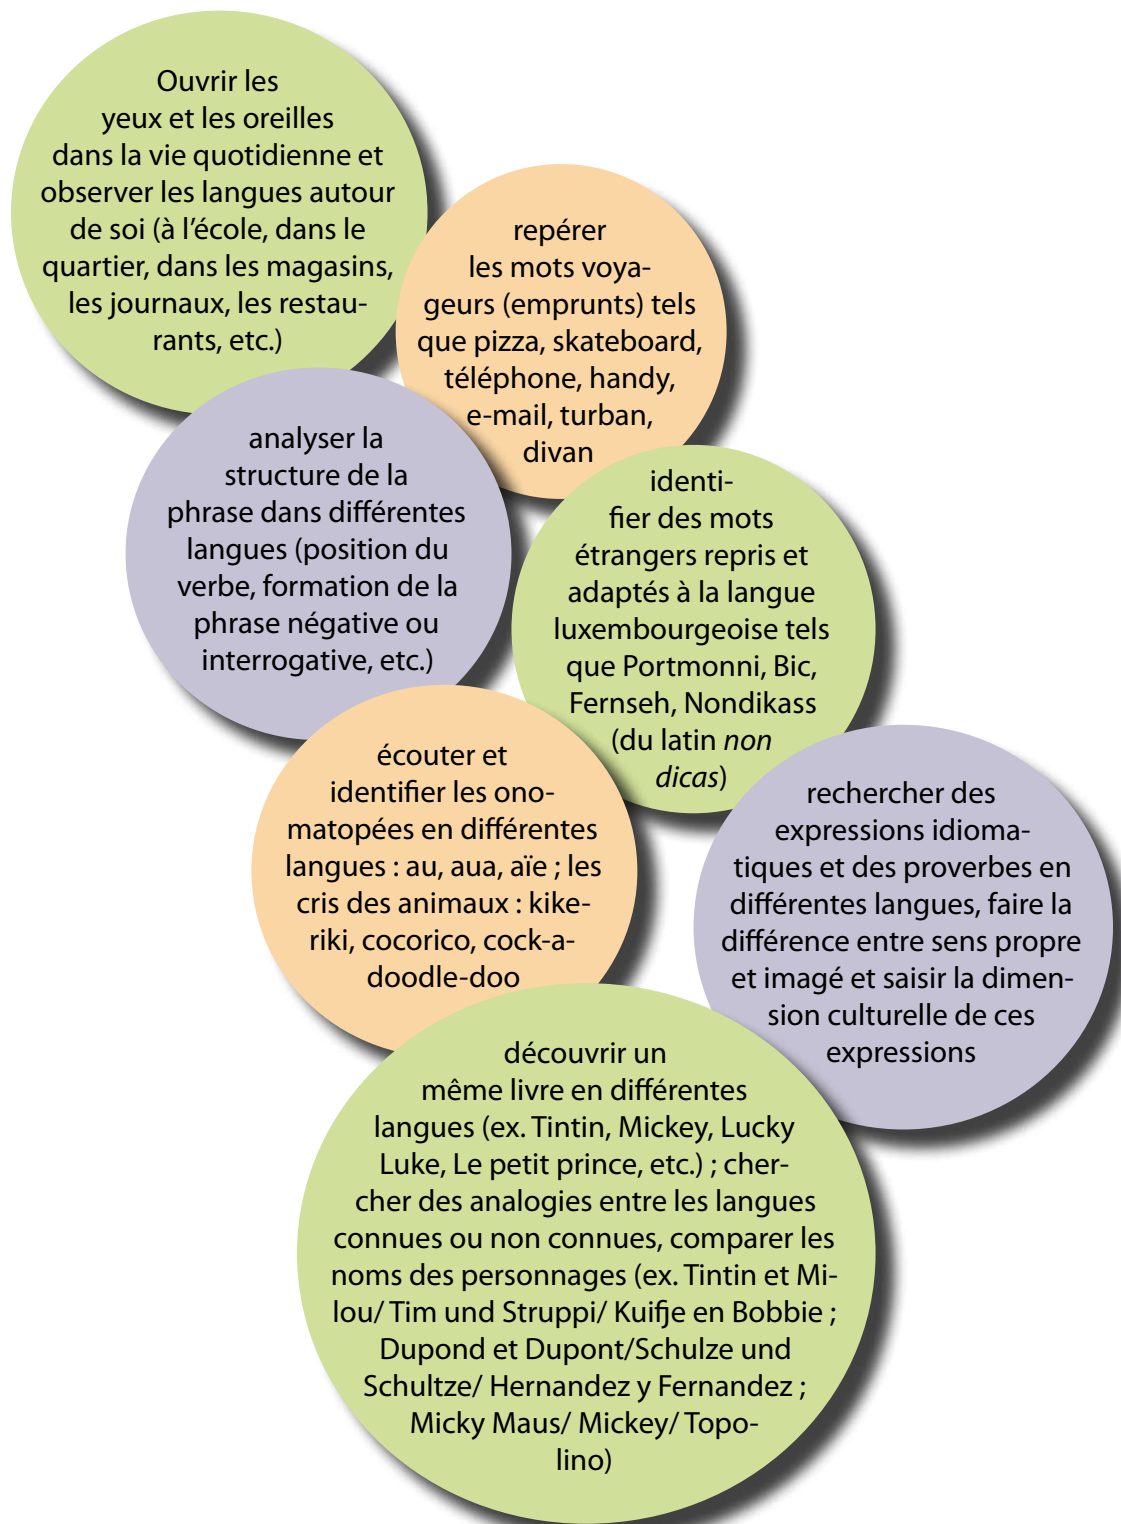 Ouvrir les
yeux et les oreilles
dans la vie quotidienne et
observer les langues autour
de soi (à l’école, dans le
quartier, dans les magasins,
les journaux, les restau-
rants, etc.)
repérer
les mots voya-
geurs (emprunts) tels
que pizza, skateboard,
téléphone, handy,
e-mail, turban,
divan
analyser la
structure de la
phrase dans différentes
langues (position du
verbe, formation de la
phrase négative ou
interrogative, etc.)
identi-
fier des mots
étrangers repris et
adaptés à la langue
luxembourgeoise tels
que Portmonni, Bic,
Fernseh, Nondikass
(du latin non
dicas)
écouter et
identifier les ono-
matopées en différentes
langues : au, aua, aïe ; les
cris des animaux : kike-
riki, cocorico, cock-a-
doodle-doo
rechercher des
expressions idioma-
tiques et des proverbes en
différentes langues, faire la
différence entre sens propre
et imagé et saisir la dimen-
sion culturelle de ces
expressions
découvrir un
même livre en différentes
langues (ex. Tintin, Mickey, Lucky
Luke, Le petit prince, etc.) ; cher-
cher des analogies entre les langues
connues ou non connues, comparer les
noms des personnages (ex. Tintin et Mi-
lou/ Tim und Struppi/ Kuifje en Bobbie ;
Dupond et Dupont/Schulze und
Schultze/ Hernandez y Fernandez ;
Micky Maus/ Mickey/ Topo-
lino)